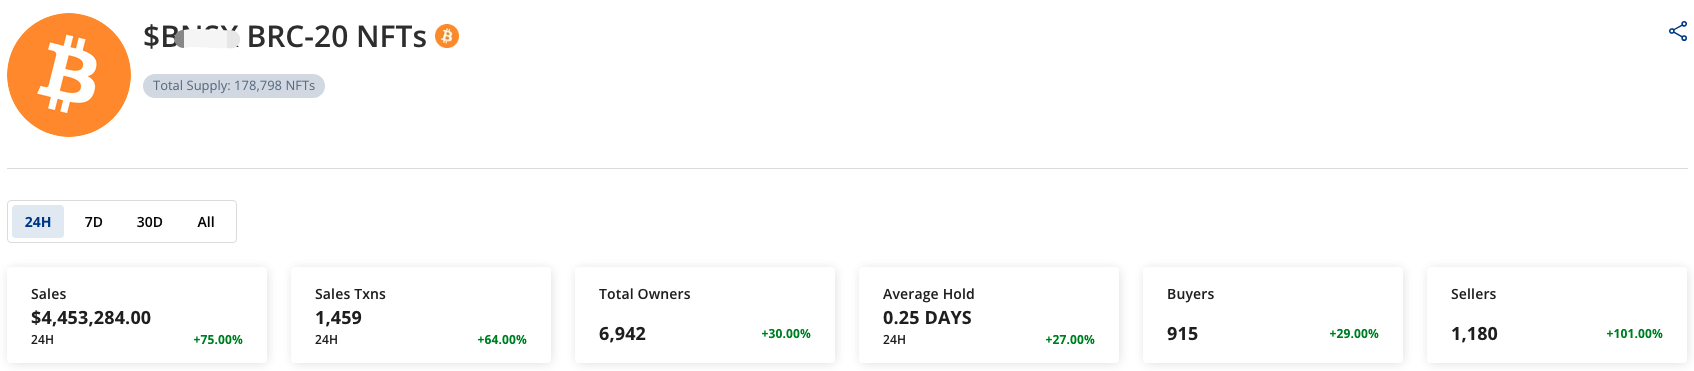 BRC-20 NFTs
Total Supply: 178,798 NFTs
24H 7D 30D All
Sales
$4,453,284.00
24H +75.00%
Sales Txns
1,459
24H +64.00%
Total Owners
6,942 +30.00%
Average Hold
0.25 DAYS
24H +27.00%
Buyers
915 +29.00%
Sellers
1,180 +101.00%